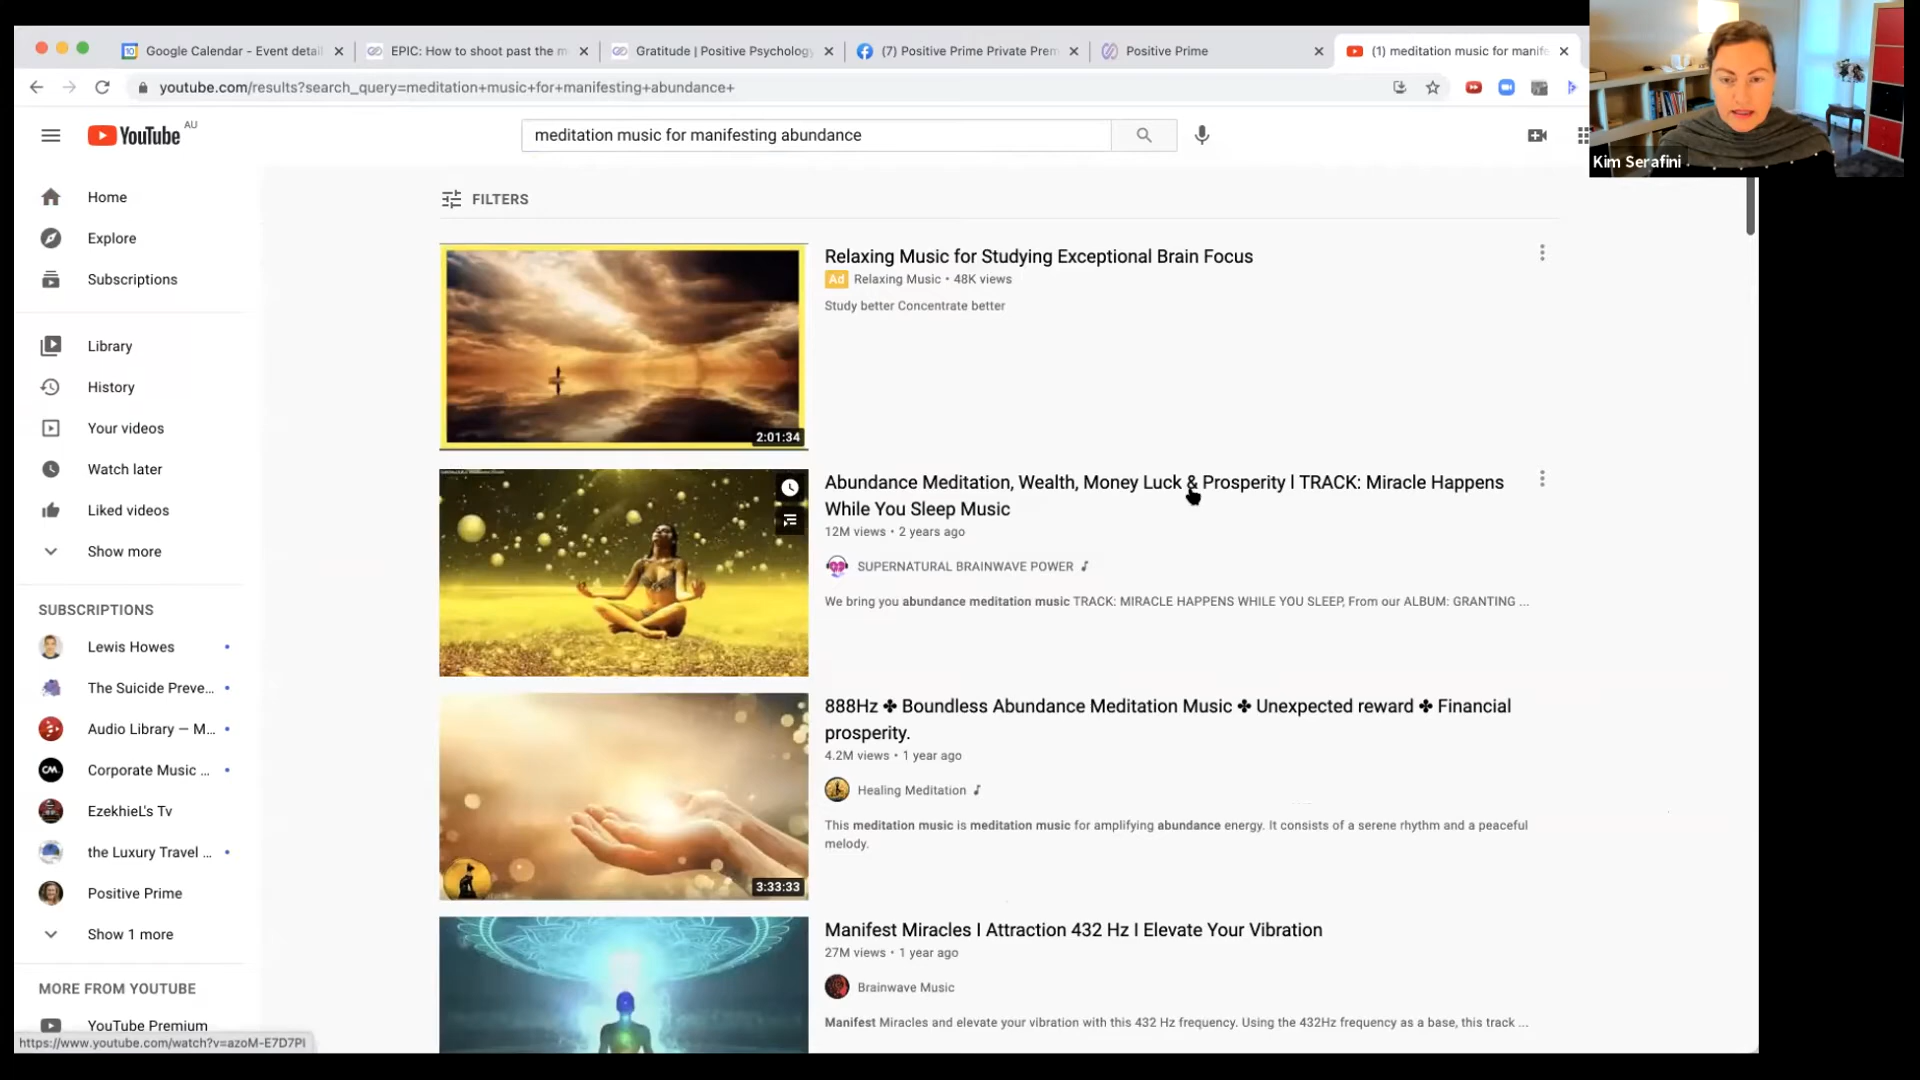 Google Calendar - Event detail
EPIC: How to shoot past the m
Gratitude | Positive Psychology
(7) Positive Prime Private Prem
Positive Prime
(1) meditation music for manife
youtube.com/results?search_query=meditation+music+for+manifesting+abundance+
YouTube AU
meditation music for manifesting abundance
Kim Serafini
Home
Explore
Subscriptions
Library
History
Your videos
Watch later
Liked videos
Show more
SUBSCRIPTIONS
Lewis Howes
The Suicide Preve...
Audio Library — M...
CM.
Corporate Music ...
EzekhieL's Tv
the Luxury Travel ...
Positive Prime
Show 1 more
MORE FROM YOUTUBE
YouTube Premium
https://www.youtube.com/watch?v=azoM-E7D7PI
FILTERS
2:01:34
Relaxing Music for Studying Exceptional Brain Focus
Ad Relaxing Music • 48K views
Study better Concentrate better
Abundance Meditation, Wealth, Money Luck & Prosperity l TRACK: Miracle Happens
While You Sleep Music
12M views • 2 years ago
SUPERNATURAL BRAINWAVE POWER
We bring you abundance meditation music TRACK: MIRACLE HAPPENS WHILE YOU SLEEP, From our ALBUM: GRANTING ...
3:33:33
888Hz ✤ Boundless Abundance Meditation Music ✤ Unexpected reward ✤ Financial
prosperity.
4.2M views • 1 year ago
Healing Meditation
This meditation music is meditation music for amplifying abundance energy. It consists of a serene rhythm and a peaceful
melody.
Manifest Miracles l Attraction 432 Hz l Elevate Your Vibration
27M views • 1 year ago
Brainwave Music
Manifest Miracles and elevate your vibration with this 432 Hz frequency. Using the 432Hz frequency as a base, this track ...